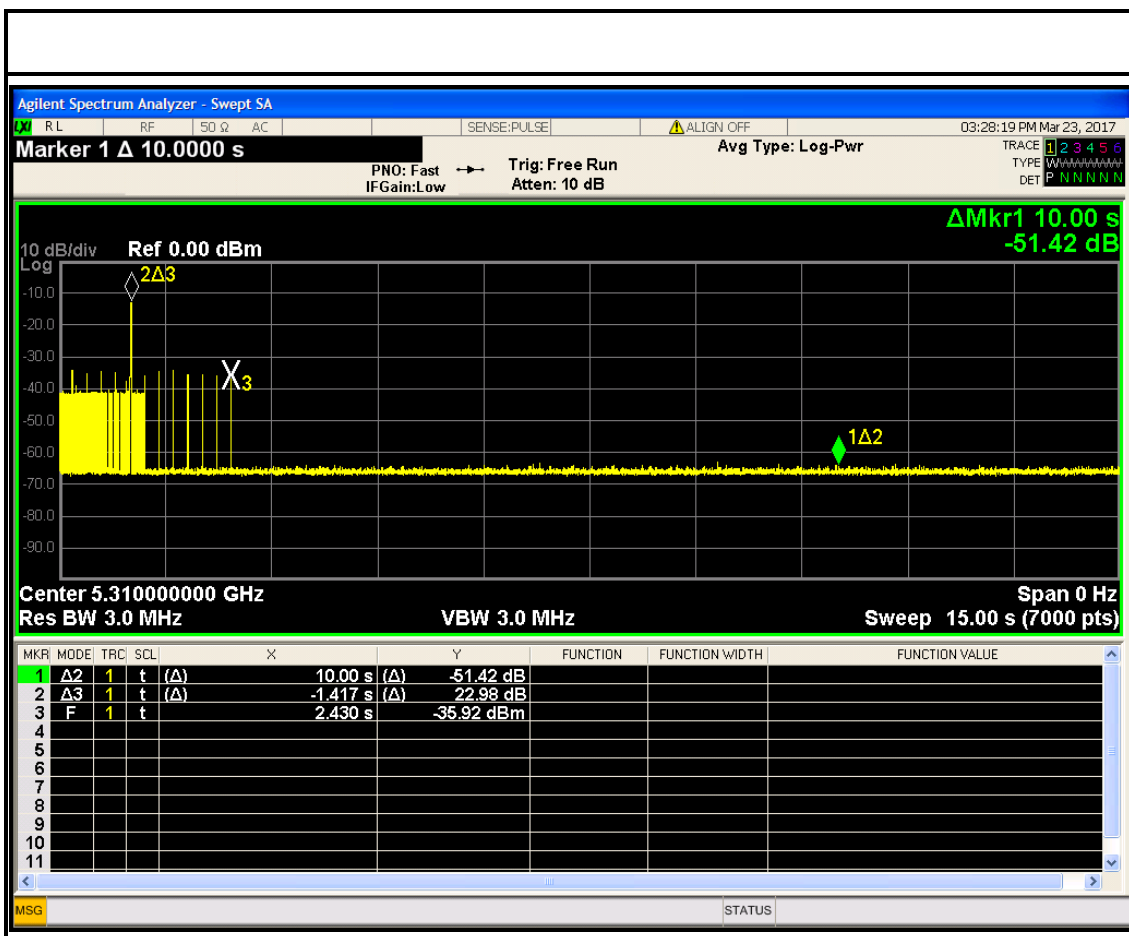 Agilent Spectrum Analyzer - Swept SA
LXI RL RF 50 Ω AC SENSE:PULSE ALIGN OFF 03:28:19 PM Mar 23, 2017
Marker 1 Δ 10.0000 s
PNO: Fast
IFGain:Low
Trig: Free Run
Atten: 10 dB
Avg Type: Log-Pwr
TRACE 1 2 3 4 5 6
TYPE
DET P N N N N N
ΔMkr1 10.00 s
-51.42 dB
10 dB/div Ref 0.00 dBm
Log
2Δ3
-10.0
-20.0
-30.0
3
-40.0
-50.0
1Δ2
-60.0
-70.0
-80.0
-90.0
Center 5.310000000 GHz Span 0 Hz
Res BW 3.0 MHz VBW 3.0 MHz Sweep 15.00 s (7000 pts)
MKR MODE TRC SCL X Y FUNCTION FUNCTION WIDTH FUNCTION VALUE
1 Δ2 1 t (Δ) 10.00 s (Δ) -51.42 dB
2 Δ3 1 t (Δ) -1.417 s (Δ) 22.98 dB
3 F 1 t 2.430 s -35.92 dBm
4
5
6
7
8
9
10
11
MSG STATUS